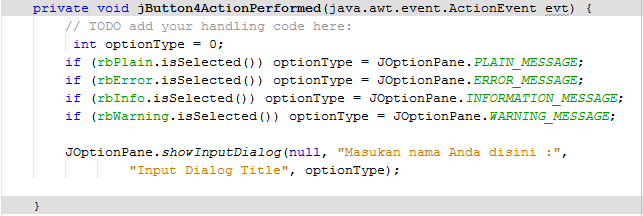 private void jButton4ActionPerformed(java.awt.event.ActionEvent evt) {
// TODO add your handling code here:
int optionType = 0;
if (rbPlain.isSelected()) optionType = JOptionPane.PLAIN_MESSAGE;
if (rbError.isSelected()) optionType = JOptionPane.ERROR_MESSAGE;
if (rbInfo.isSelected()) optionType = JOptionPane.INFORMATION_MESSAGE;
if (rbWarning.isSelected()) optionType = JOptionPane.WARNING_MESSAGE;
JOptionPane.showInputDialog(null, "Masukan nama Anda disini :",
"Input Dialog Title", optionType);
}